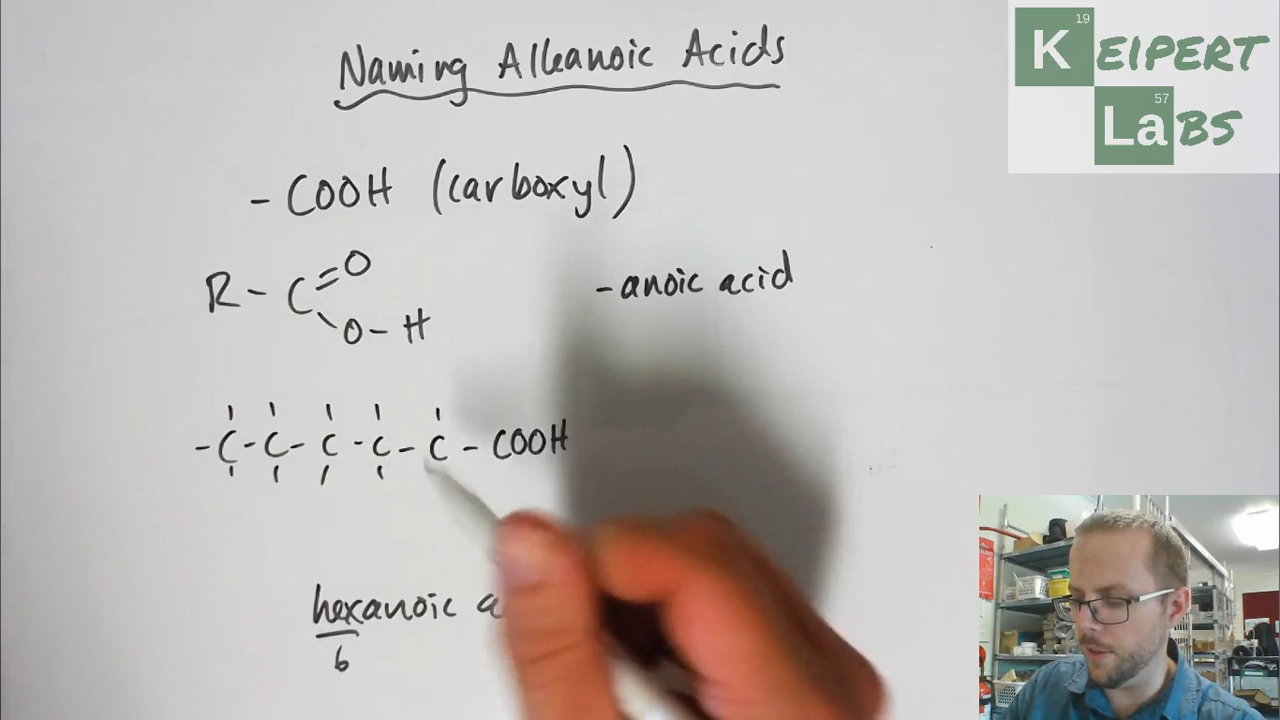 Naming Alkanoic Acids
19
KEIPERT
57
LaBS
- COOH (carboxyl)
R - C = O
O - H
- anoic acid
- C - C - C - C - C - COOH
hexanoic
6